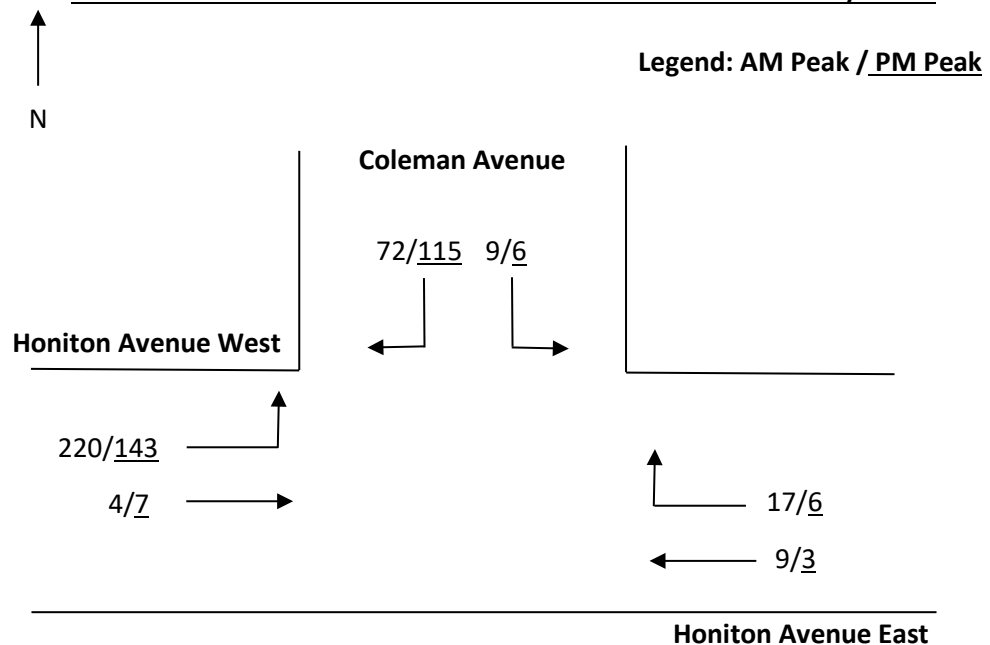 Legend: AM Peak / PM Peak
N
Coleman Avenue
72/115 9/6
Honiton Avenue West
220/143
4/7
17/6
9/3
Honiton Avenue East